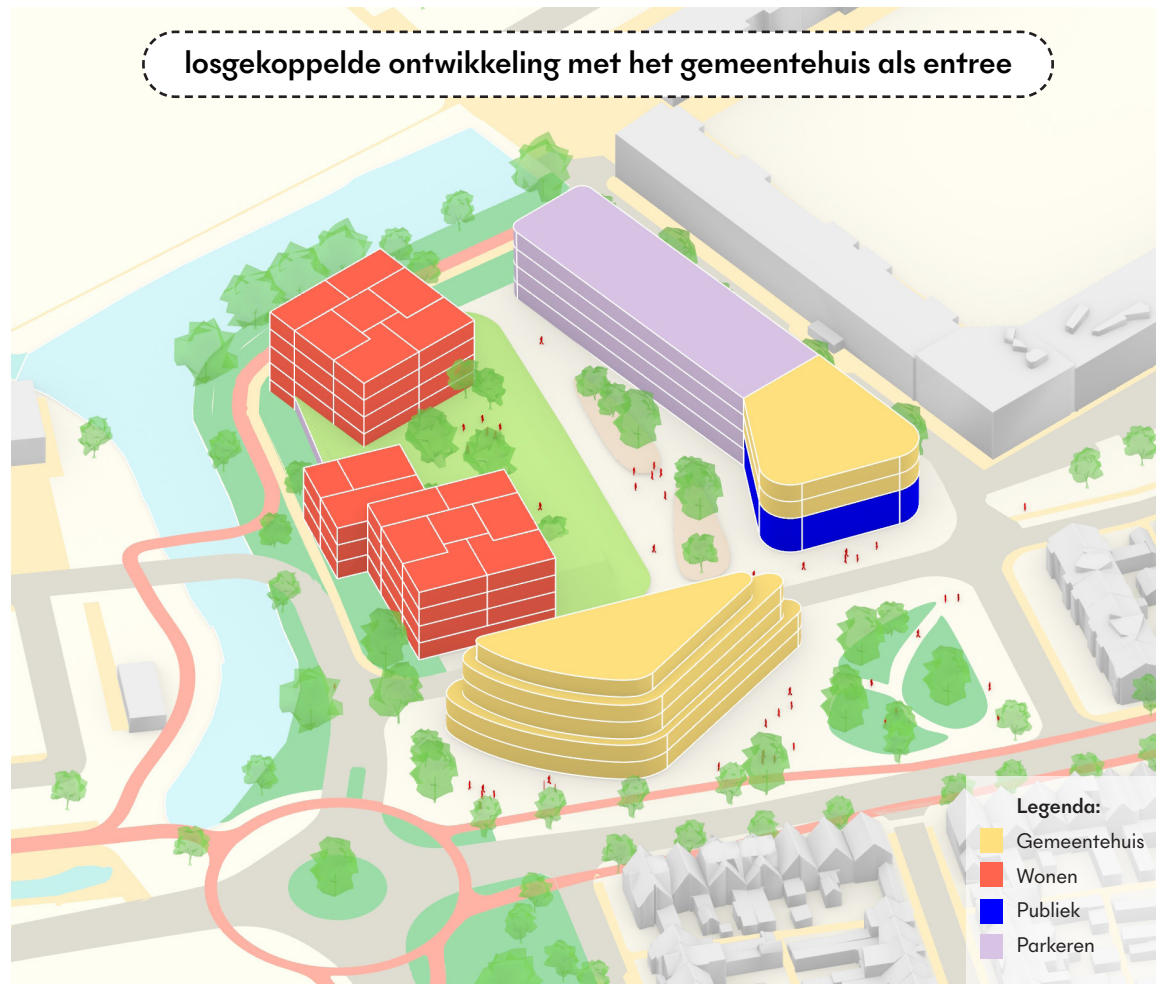 losgekoppelde ontwikkeling met het gemeentehuis als entree
Legenda:
Gemeentehuis
Wonen
Publiek
Parkeren